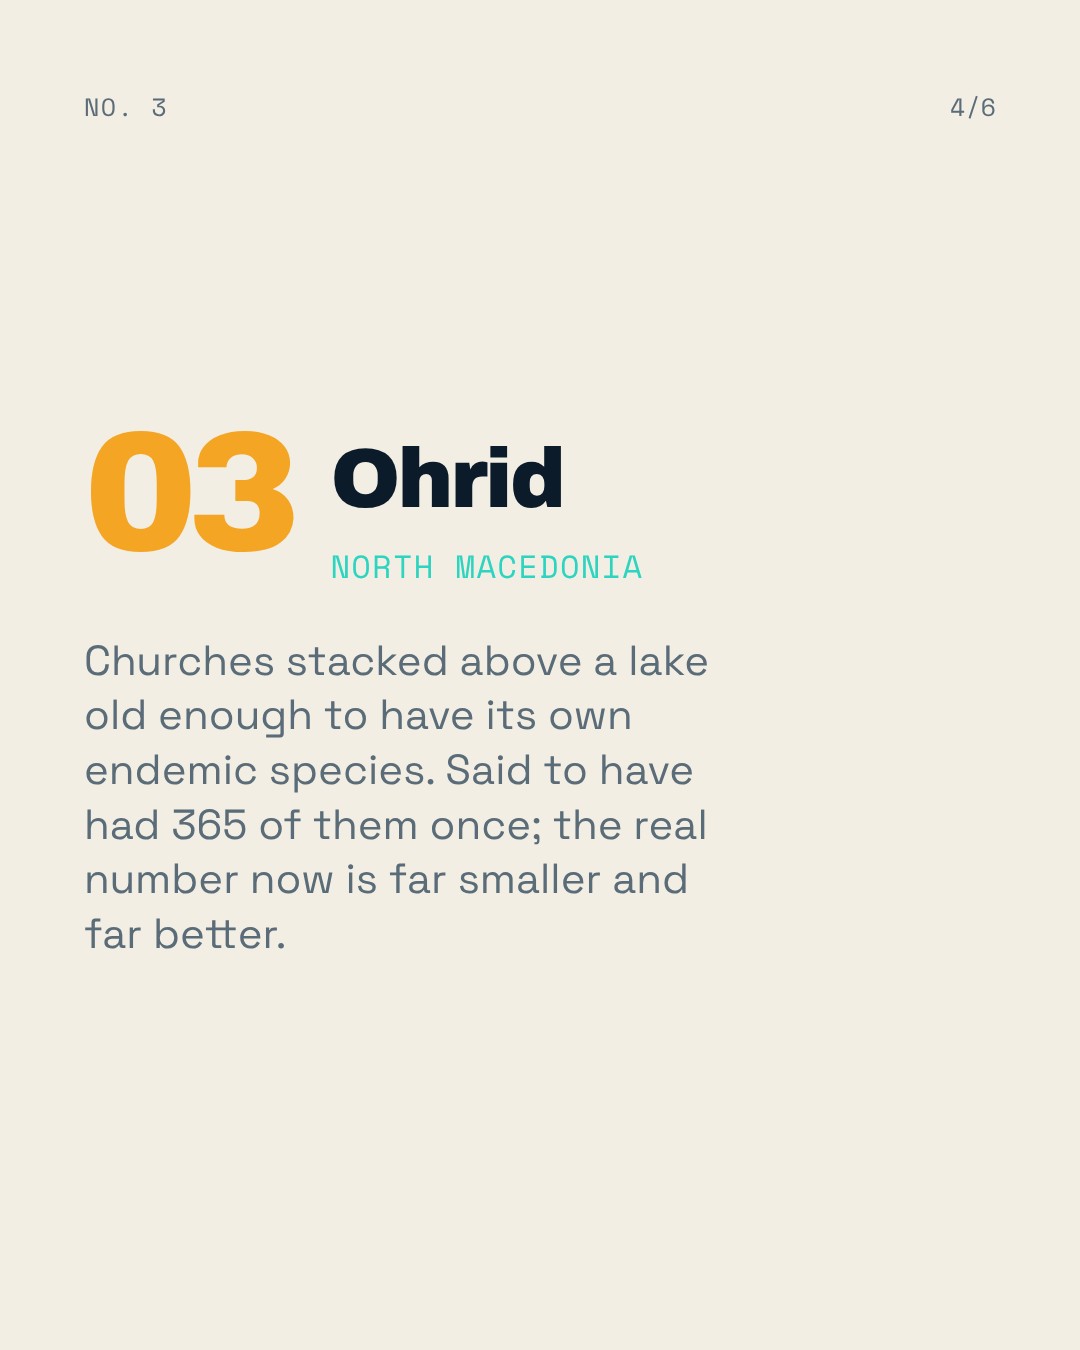 NO. 3
4/6
03
Ohrid
NORTH MACEDONIA
Churches stacked above a lake
old enough to have its own
endemic species. Said to have
had 365 of them once; the real
number now is far smaller and
far better.